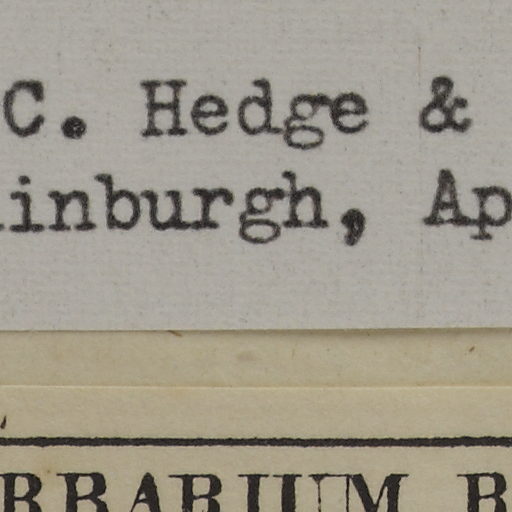 C. Hedge &
inburgh, Ap
RBARIUM B